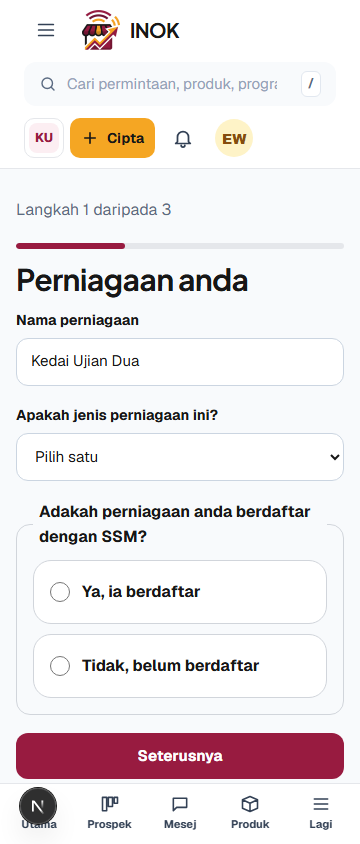 INOK
Cari permintaan, produk, progra
/
KU
+ Cipta
EW
Langkah 1 daripada 3
Perniagaan anda
Nama perniagaan
Kedai Ujian Dua
Apakah jenis perniagaan ini?
Pilih satu
Adakah perniagaan anda berdaftar
dengan SSM?
Ya, ia berdaftar
Tidak, belum berdaftar
Seterusnya
N
Utama
Prospek
Mesej
Produk
Lagi